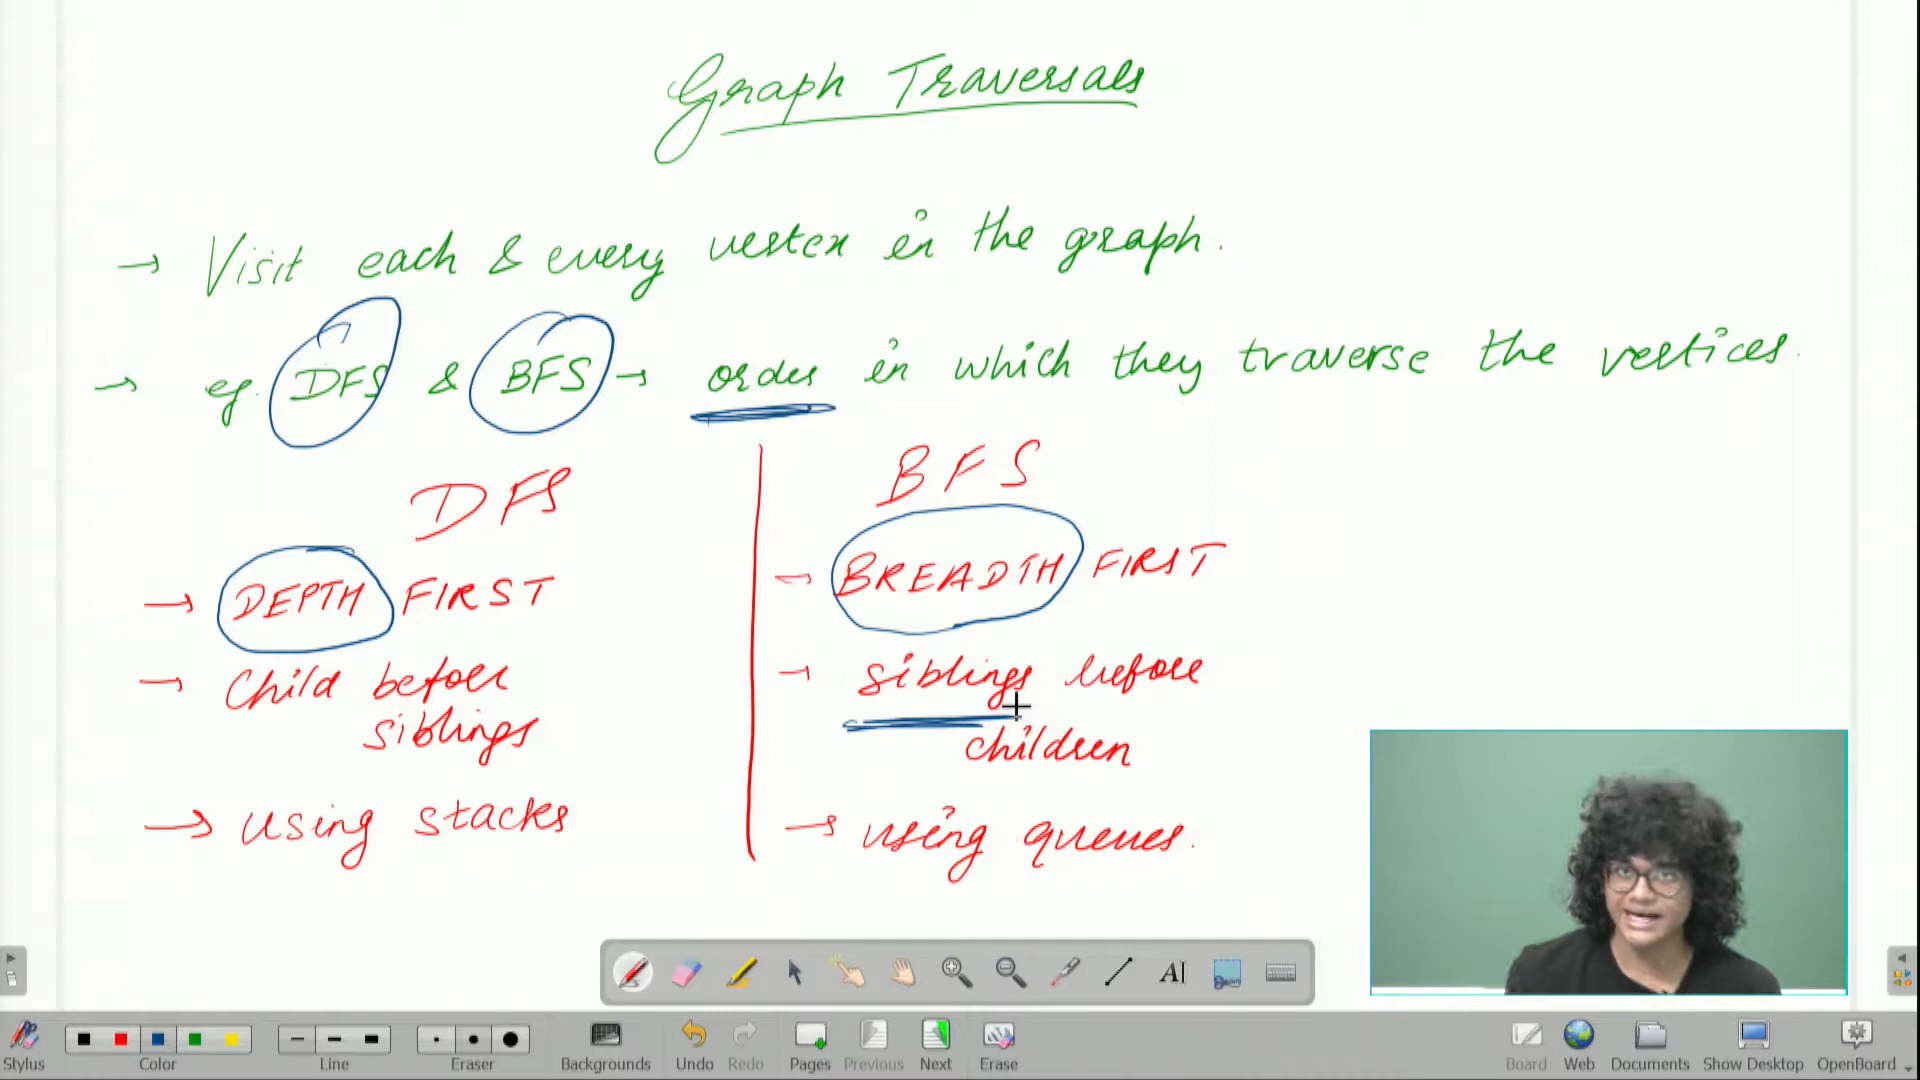 Graph Traversals
→ Visit each & every vertex in the graph.
→ eg. DFS & BFS → order in which they traverse the vertices.
DFS
→ DEPTH FIRST
→ Child before
siblings
→ using stacks
BFS
→ BREADTH FIRST
→ siblings before
children
→ using queues.
AI
Stylus
Color
Line
Eraser
Backgrounds
Undo
Redo
Pages
Previous
Next
Erase
Board
Web
Documents
Show Desktop
OpenBoard